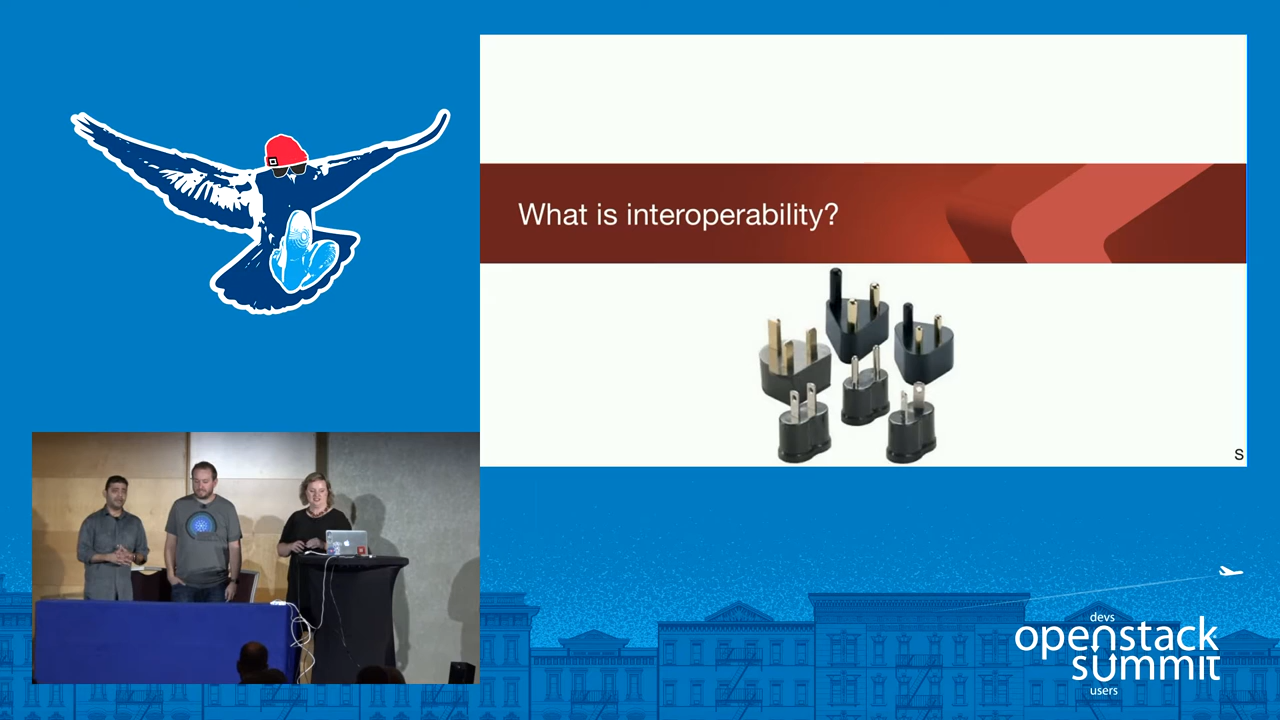 What is interoperability?
S
devs
openstack
summit
users